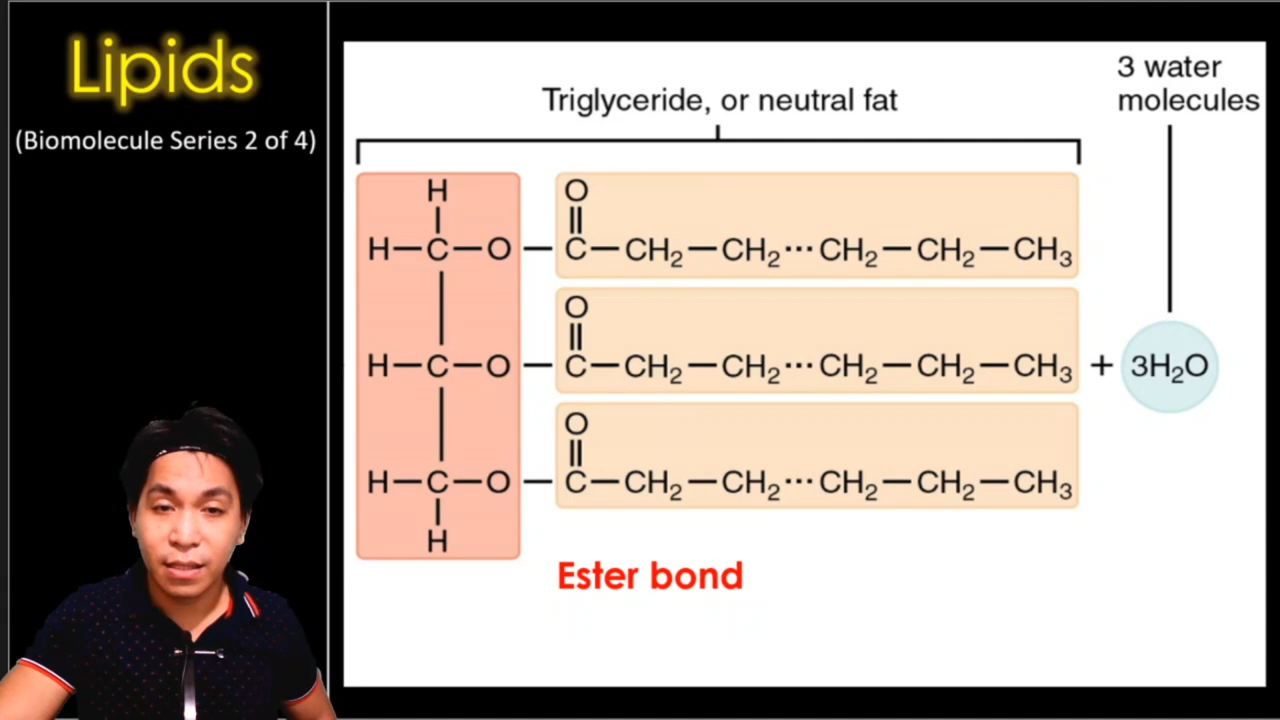 Lipids
(Biomolecule Series 2 of 4)
3 water
molecules
Triglyceride, or neutral fat
H O
H—C—O—C—CH₂—CH₂···CH₂—CH₂—CH₃
O
H—C—O—C—CH₂—CH₂···CH₂—CH₂—CH₃ + 3H₂O
O
H—C—O—C—CH₂—CH₂···CH₂—CH₂—CH₃
H
Ester bond